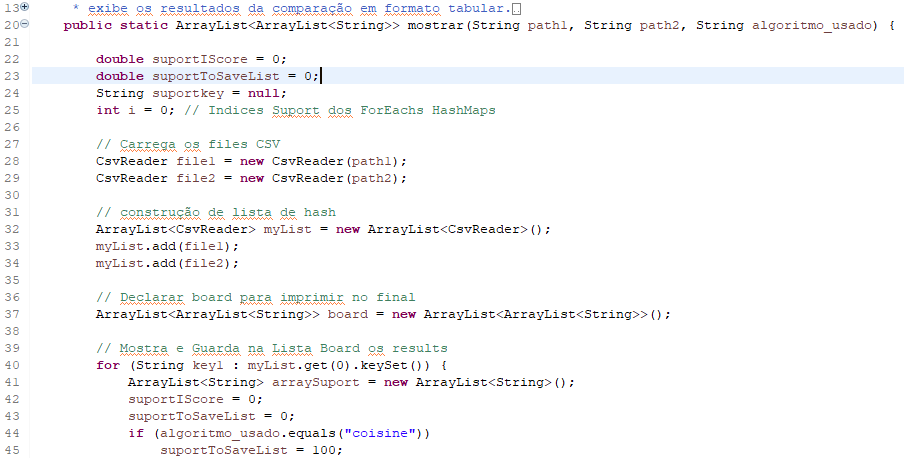 13 * exibe os resultados da comparação em formato tabular.
20 public static ArrayList<ArrayList<String>> mostrar(String path1, String path2, String algoritmo_usado) {
21
22 double suportIScore = 0;
23 double suportToSaveList = 0;
24 String suportkey = null;
25 int i = 0; // Indices Suport dos ForEachs HashMaps
26
27 // Carrega os files CSV
28 CsvReader file1 = new CsvReader(path1);
29 CsvReader file2 = new CsvReader(path2);
30
31 // construção de lista de hash
32 ArrayList<CsvReader> myList = new ArrayList<CsvReader>();
33 myList.add(file1);
34 myList.add(file2);
35
36 // Declarar board para imprimir no final
37 ArrayList<ArrayList<String>> board = new ArrayList<ArrayList<String>>();
38
39 // Mostra e Guarda na Lista Board os results
40 for (String key1 : myList.get(0).keySet()) {
41 ArrayList<String> arraySuport = new ArrayList<String>();
42 suportIScore = 0;
43 suportToSaveList = 0;
44 if (algoritmo_usado.equals("coisine"))
45 suportToSaveList = 100;